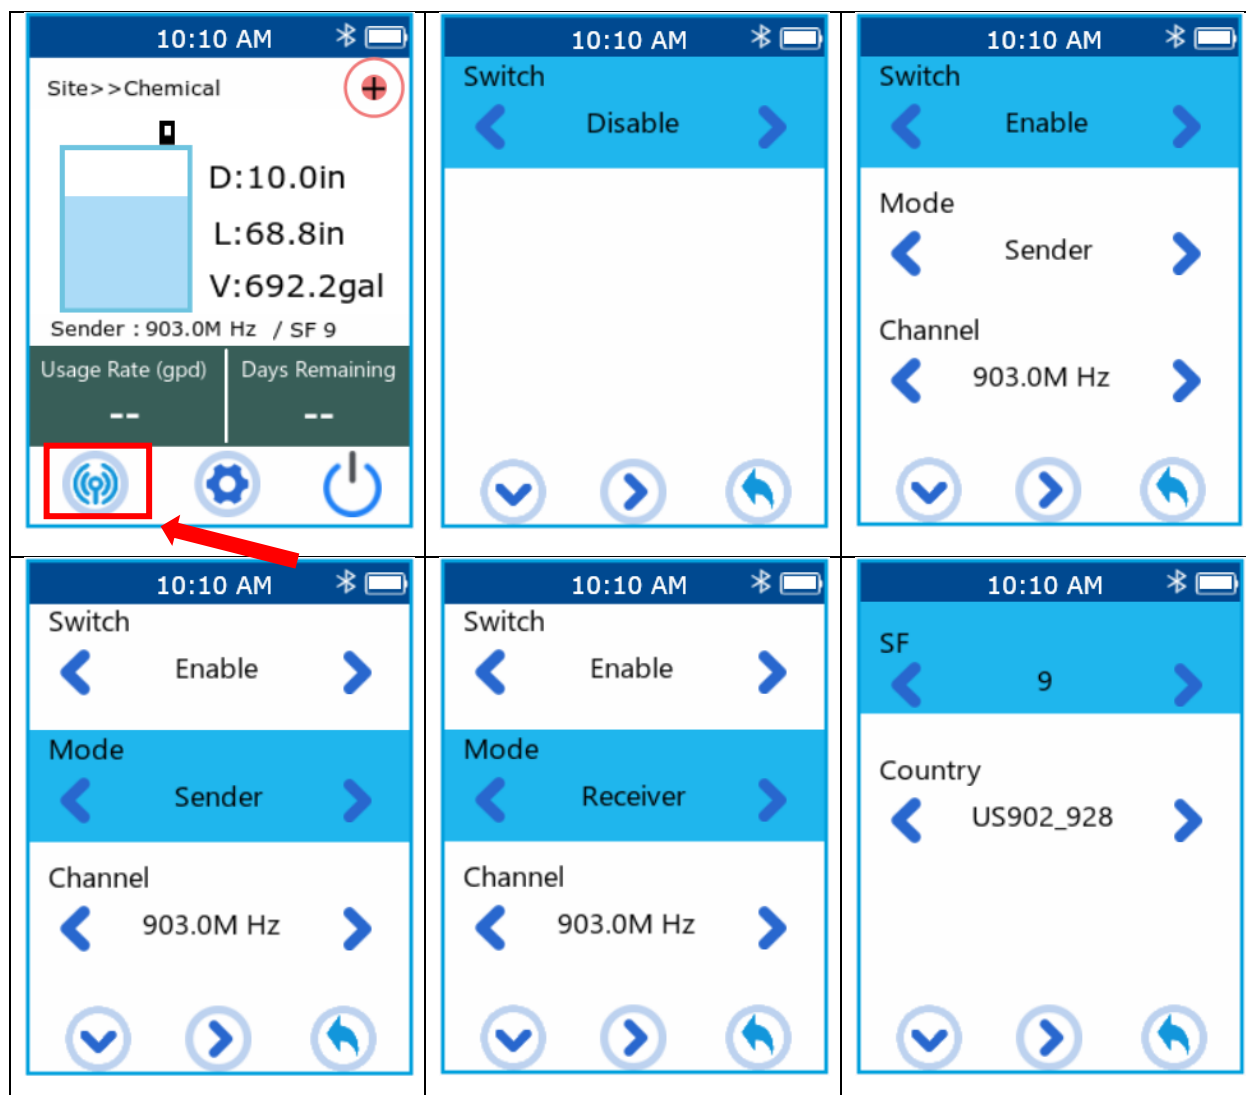 10:10 AM
Site>>Chemical
D:10.0in
L:68.8in
V:692.2gal
Sender : 903.0M Hz / SF 9
Usage Rate (gpd) Days Remaining
-- --
10:10 AM
Switch
Disable
10:10 AM
Switch
Enable
Mode
Sender
Channel
903.0M Hz
10:10 AM
Switch
Enable
Mode
Sender
Channel
903.0M Hz
10:10 AM
Switch
Enable
Mode
Receiver
Channel
903.0M Hz
10:10 AM
SF
9
Country
US902_928